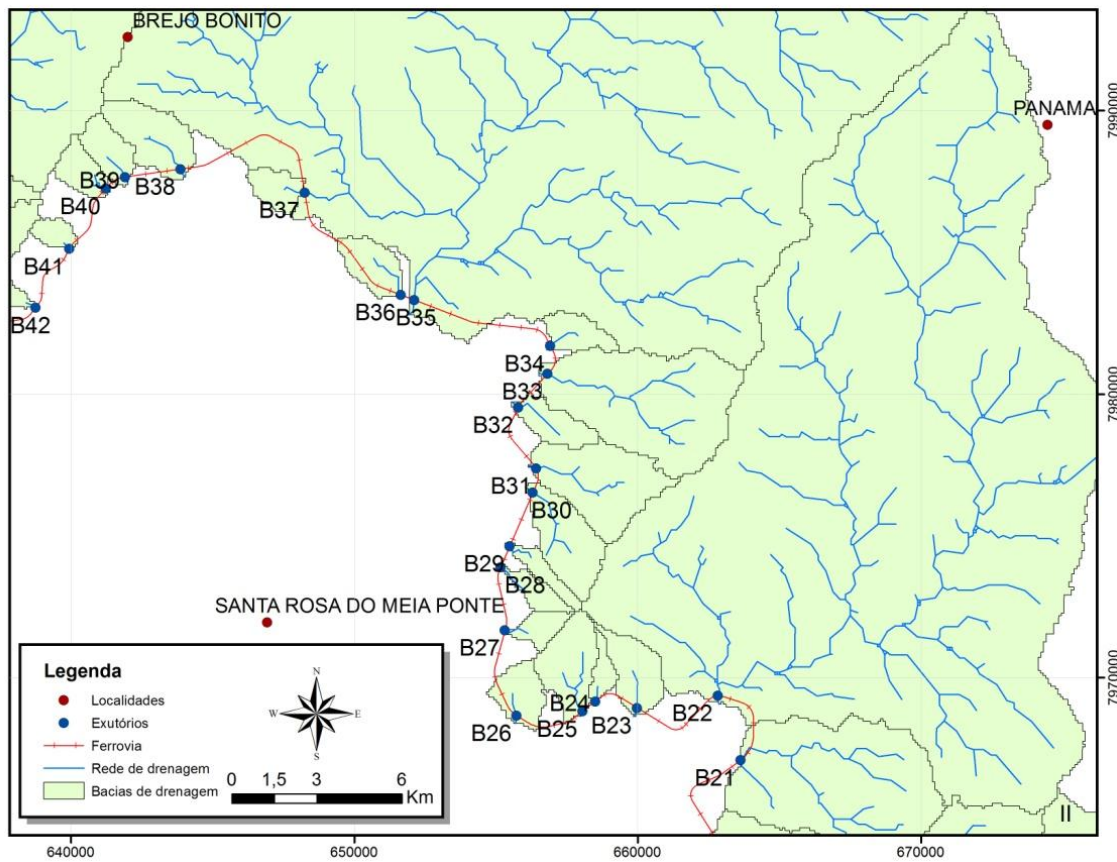 BREJO BONITO
PANAMA
7990000
B39
B38
B40
B37
B41
B36
B35
B42
B34
7980000
B33
B32
B31
B30
B29
B28
SANTA ROSA DO MEIA PONTE
B27
7970000
B24
B22
B23
B26
B25
B21
II
Legenda
Localidades
Exutórios
Ferrovia
Rede de drenagem
Bacias de drenagem
N
W
E
S
0 1,5 3 6
Km
640000 650000 660000 670000